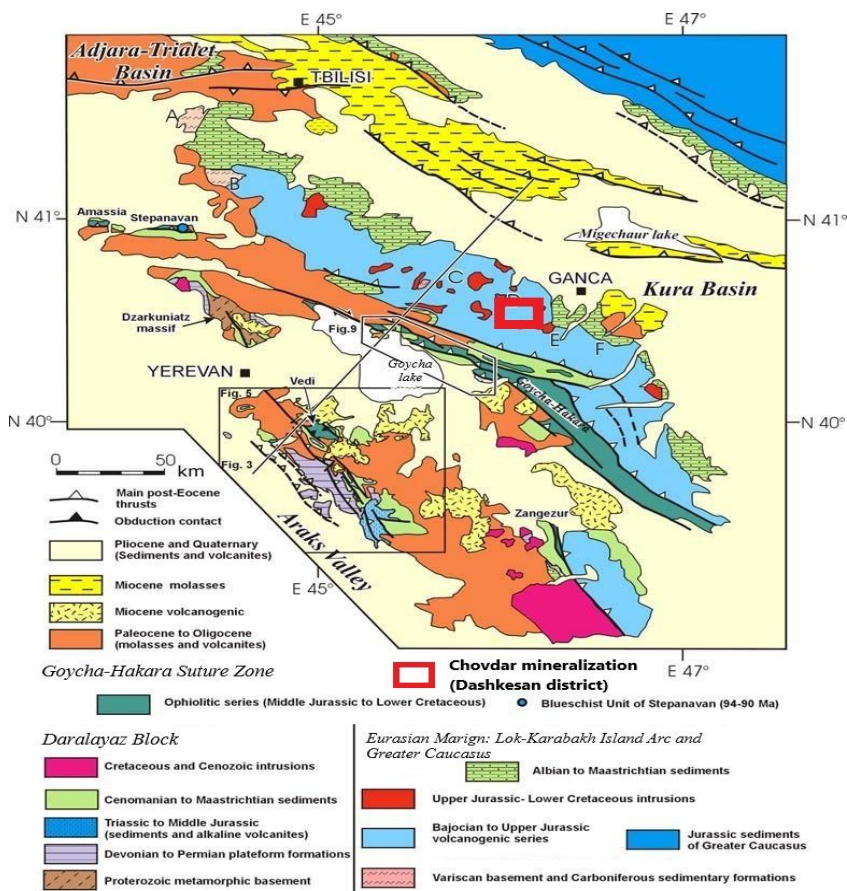 E 45°
E 47°
Adjara-Trialet
Basin
TBILISI
A
B
N 41°
N 41°
Amassia
Stepanavan
Migechaur lake
C
GANCA
Kura Basin
Dzarkuniatz
massif
Fig.9
E
F
Goycha
lake
YEREVAN
Vedi
Goycha-Hakara
Fig. 5
N 40°
N 40°
0 50
km
Fig. 3
Main post-Eocene
thrusts
Obduction contact
Zangezur
Araks Valley
Pliocene and Quaternary
(Sediments and volcanites)
E 45°
Miocene molasses
Miocene volcanogenic
Paleocene to Oligocene
(molasses and volcanites)
E 47°
Goycha-Hakara Suture Zone
Chovdar mineralization
(Dashkesan district)
Ophiolitic series (Middle Jurassic to Lower Cretaceous)
Blueschist Unit of Stepanavan (94-90 Ma)
Daralayaz Block
Cretaceous and Cenozoic intrusions
Cenomanian to Maastrichtian sediments
Triassic to Middle Jurassic
(sediments and alkaline volcanites)
Devonian to Permian plateform formations
Proterozoic metamorphic basement
Eurasian Marign: Lok-Karabakh Island Arc and
Greater Caucasus
Albian to Maastrichtian sediments
Upper Jurassic- Lower Cretaceous intrusions
Bajocian to Upper Jurassic
volcanogenic series
Jurassic sediments
of Greater Caucasus
Variscan basement and Carboniferous sedimentary formations